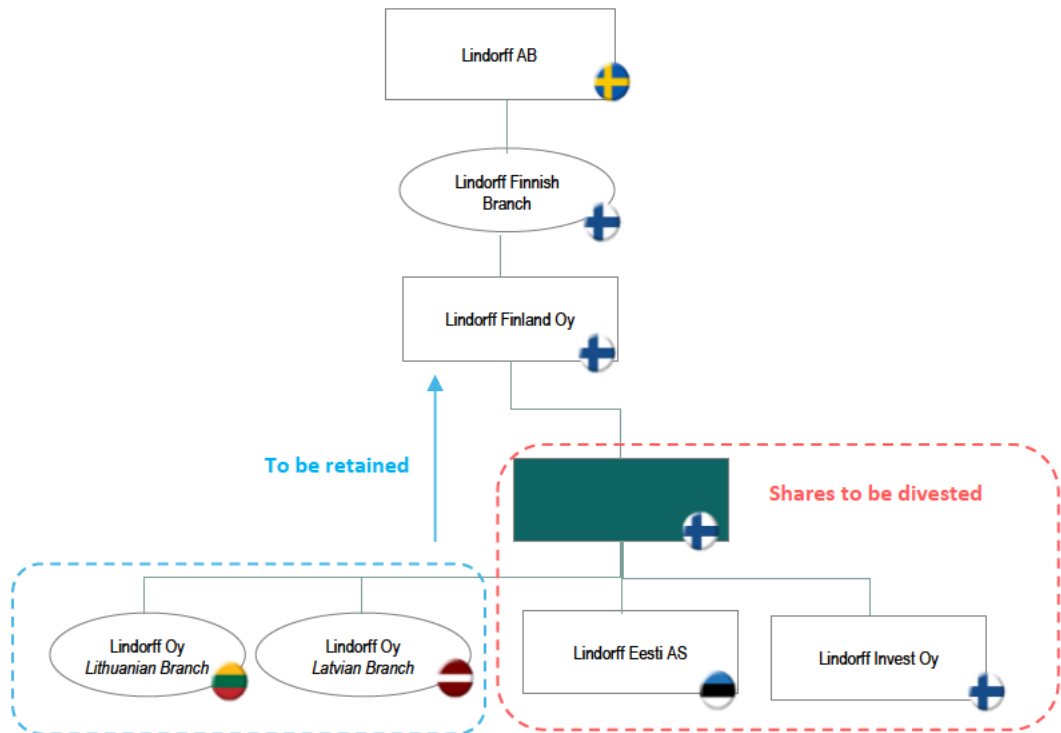 Lindorff AB
Lindorff Finnish
Branch
Lindorff Finland Oy
To be retained
Shares to be divested
Lindorff Oy
Lithuanian Branch
Lindorff Oy
Latvian Branch
Lindorff Eesti AS
Lindorff Invest Oy